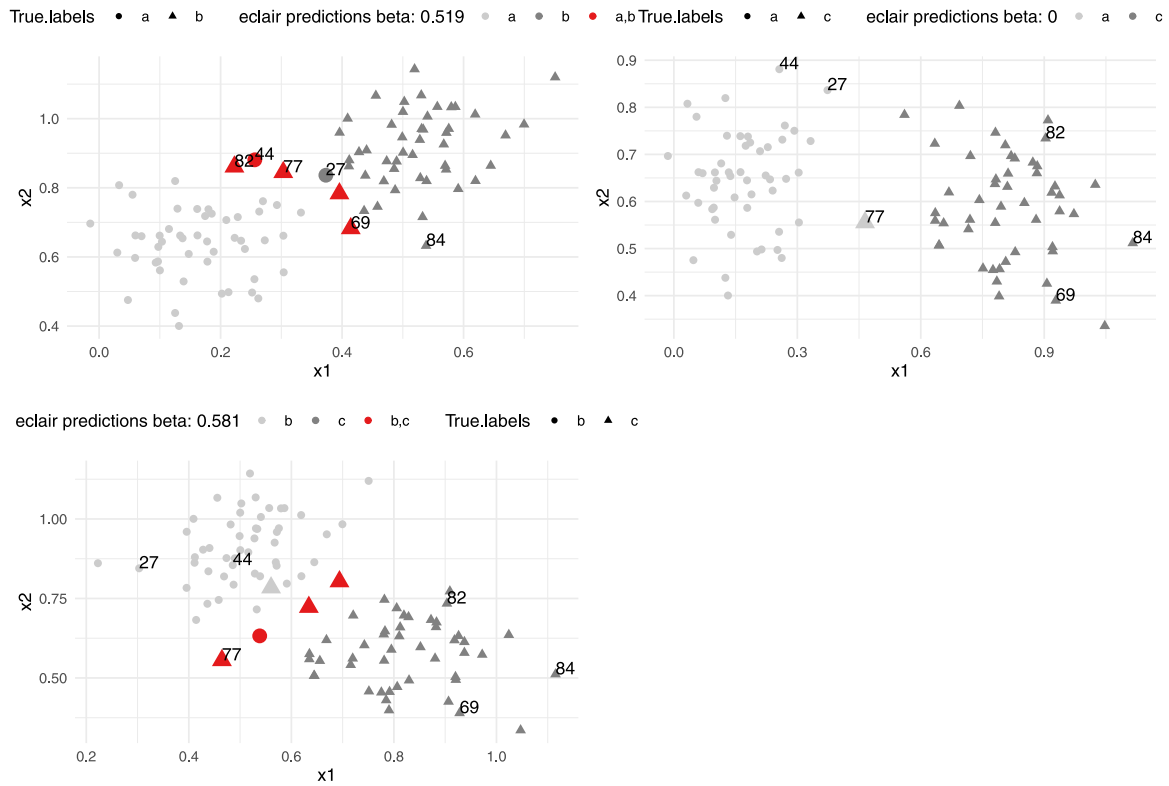 True.labels a b eclair predictions beta: 0.519 a b a,b
82 44 77 27 69 84
1.0
0.8
0.6
0.4
x2
0.0 0.2 0.4 0.6
x1
True.labels a c eclair predictions beta: 0 a c
44
27
82
77
84
69
0.9
0.8
0.7
0.6
0.5
0.4
x2
0.0 0.3 0.6 0.9
x1
eclair predictions beta: 0.581 b c b,c True.labels b c
27 44
82
77
84
69
1.00
0.75
0.50
x2
0.2 0.4 0.6 0.8 1.0
x1